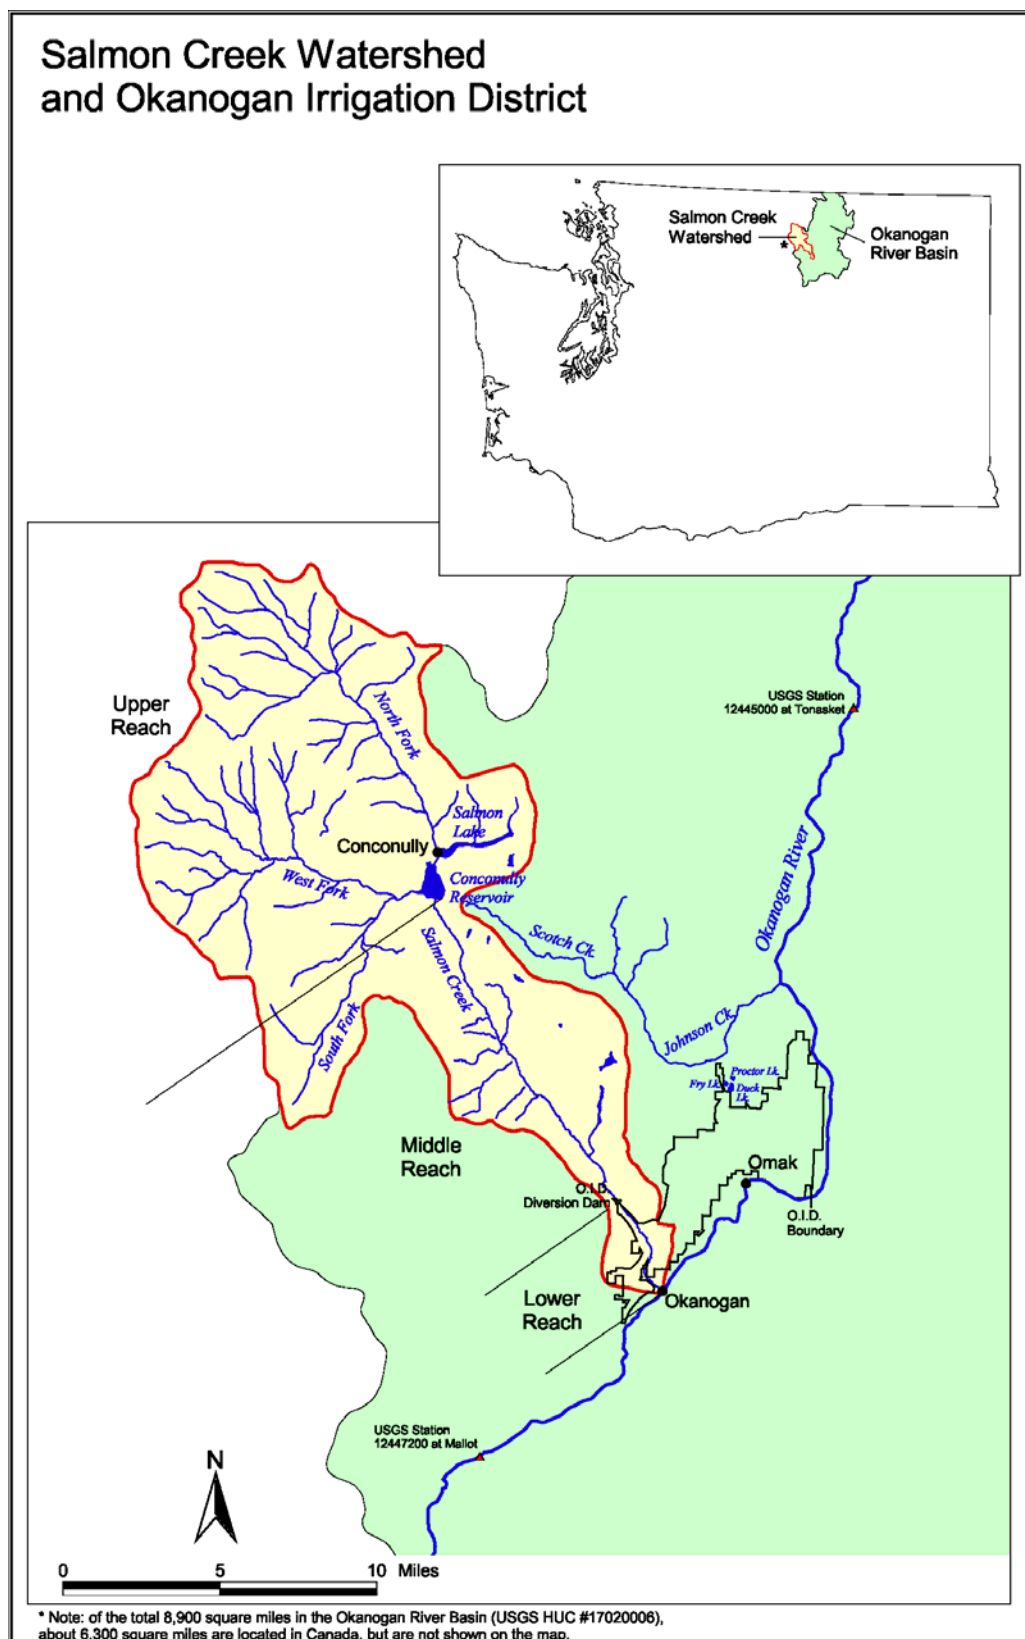 Salmon Creek Watershed
and Okanogan Irrigation District
Salmon Creek
Watershed
*
Okanogan
River Basin
Upper
Reach
North Fork
USGS Station
12445000 at Tonasket
Salmon
Lake
Conconully
Conconully
Reservoir
West Fork
Okanogan River
Scotch Ck.
Salmon Creek
South Fork
Johnson Ck.
Proctor Lk.
Fry Lk.
Duck
Lk.
Middle
Reach
Omak
O.I.D.
Diversion Dam
O.I.D.
Boundary
Lower
Reach
Okanogan
USGS Station
12447200 at Mallot
N
0 5 10 Miles
* Note: of the total 8,900 square miles in the Okanogan River Basin (USGS HUC #17020006),
about 6,300 square miles are located in Canada, but are not shown on the map.